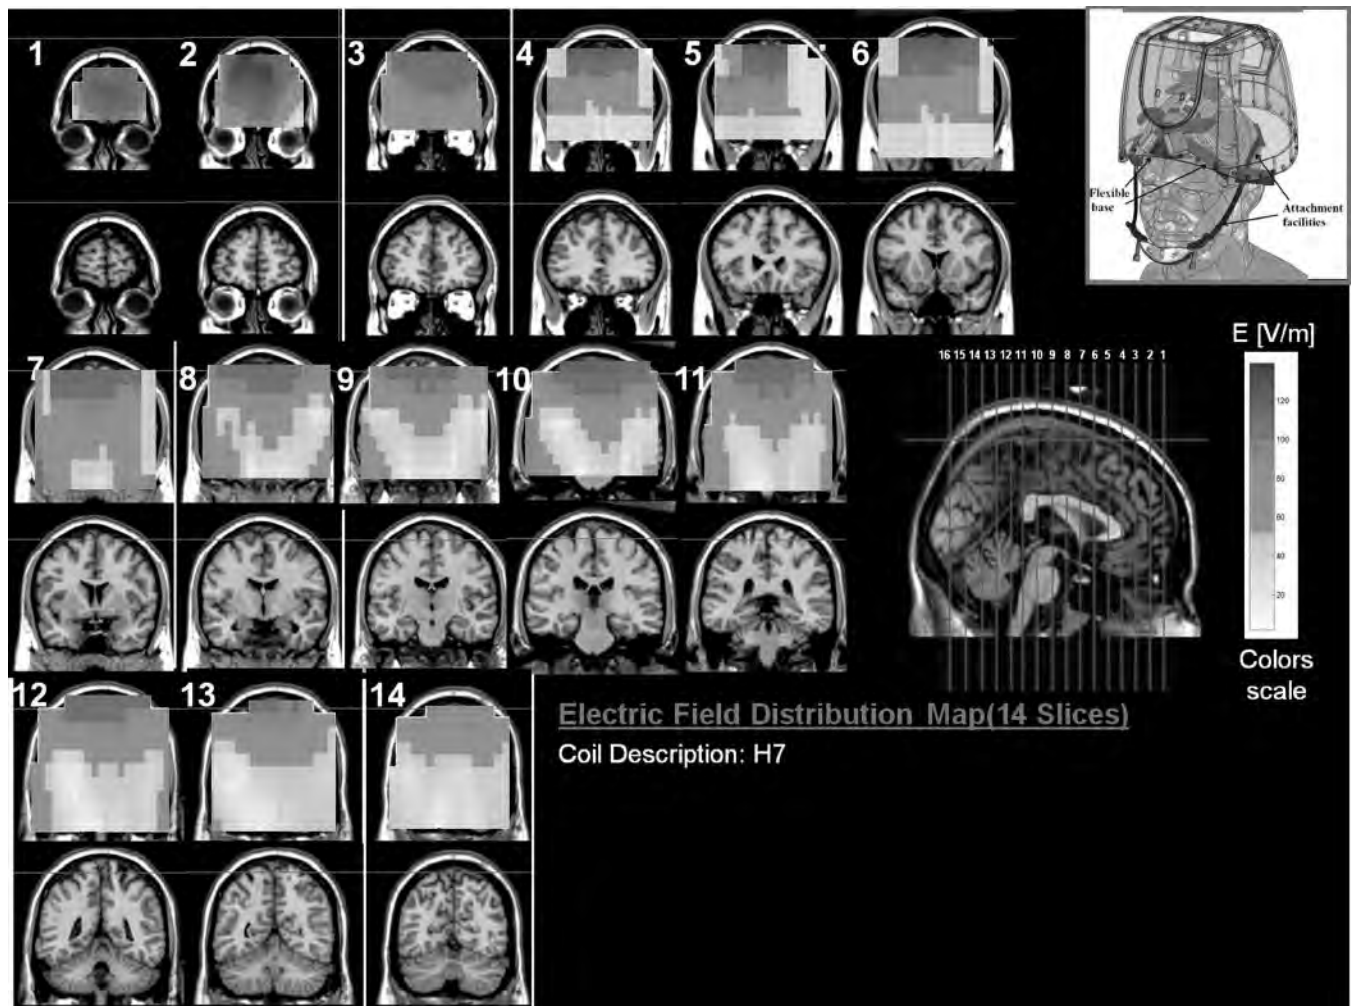 1 2 3 4 5 6
Flexible
base
Attachment
facilities
E [V/m]
7 8 9 10 11
16 15 14 13 12 11 10 9 8 7 6 5 4 3 2 1
120
100
80
60
40
20
Colors
scale
12 13 14
Electric Field Distribution Map(14 Slices)
Coil Description: H7